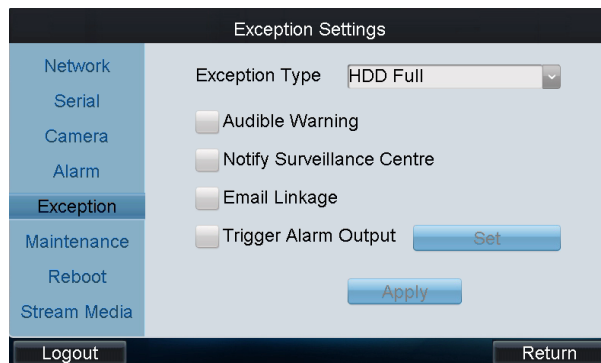 Exception Settings
Network
Serial
Camera
Alarm
Exception
Maintenance
Reboot
Stream Media
Exception Type HDD Full
Audible Warning
Notify Surveillance Centre
Email Linkage
Trigger Alarm Output Set
Apply
Logout Return